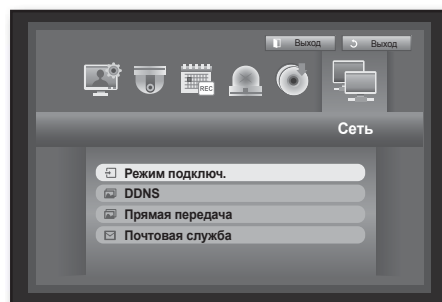 Выход Выход
REC
Сеть
Режим подключ.
DDNS
Прямая передача
Почтовая служба